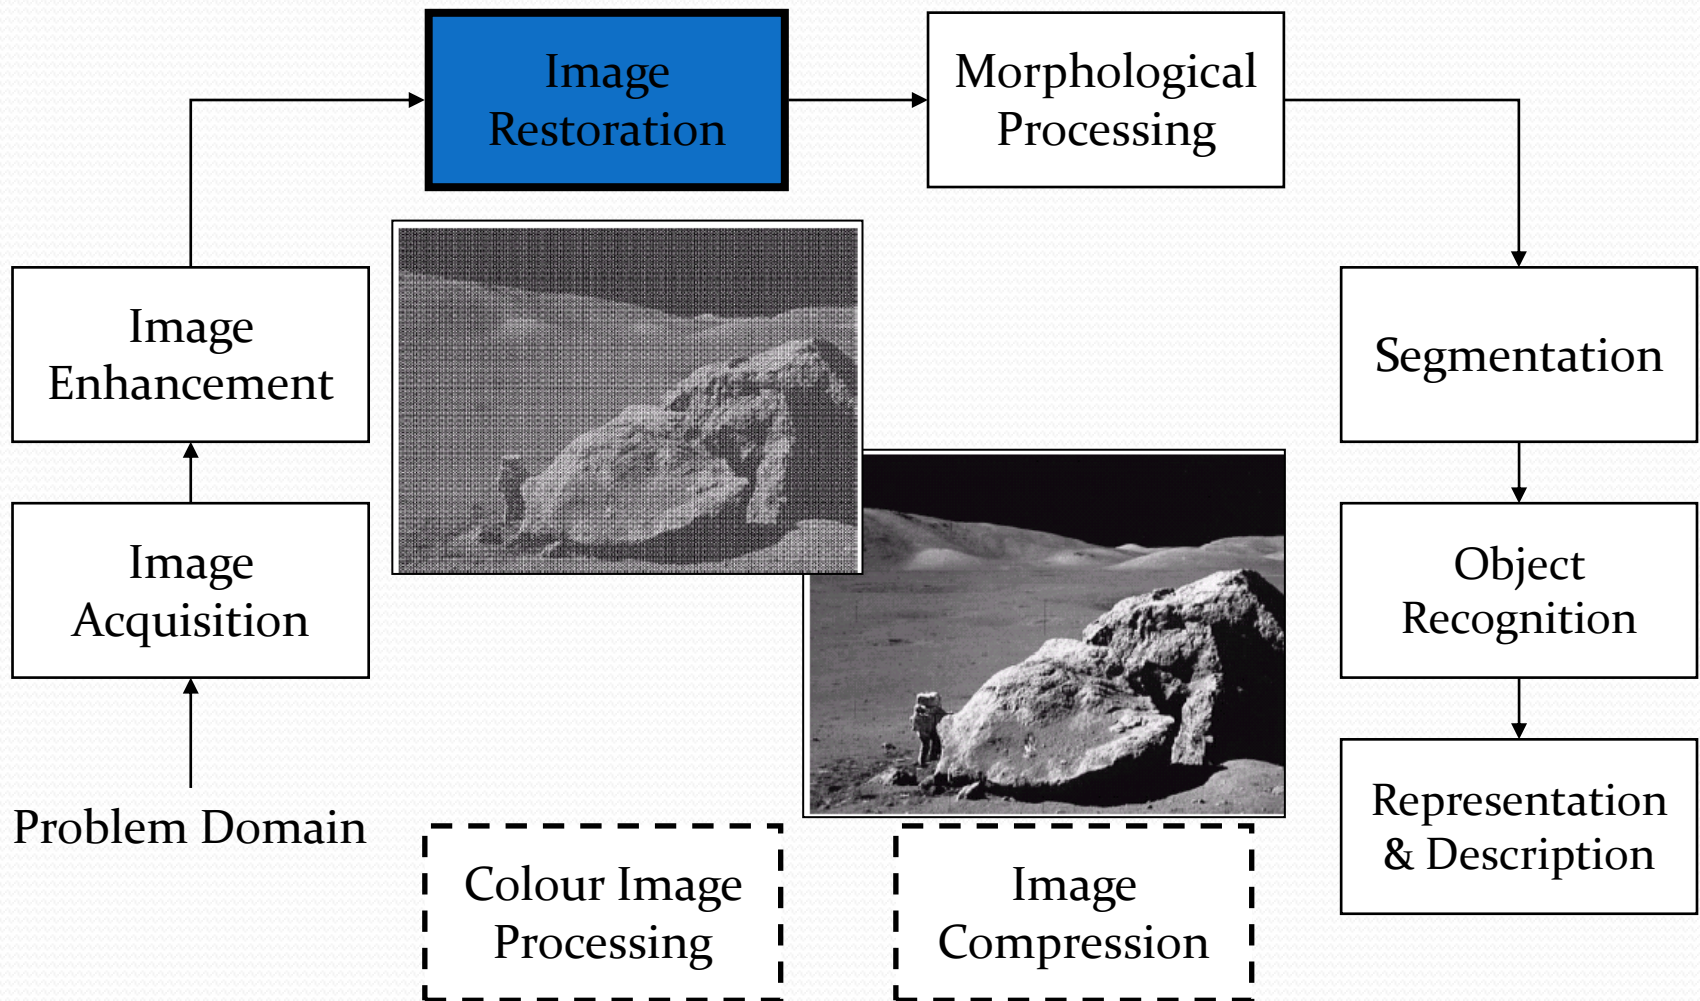 Image
Restoration
Morphological
Processing
Image
Enhancement
Segmentation
Image
Acquisition
Object
Recognition
Problem Domain
Representation
& Description
Colour Image
Processing
Image
Compression